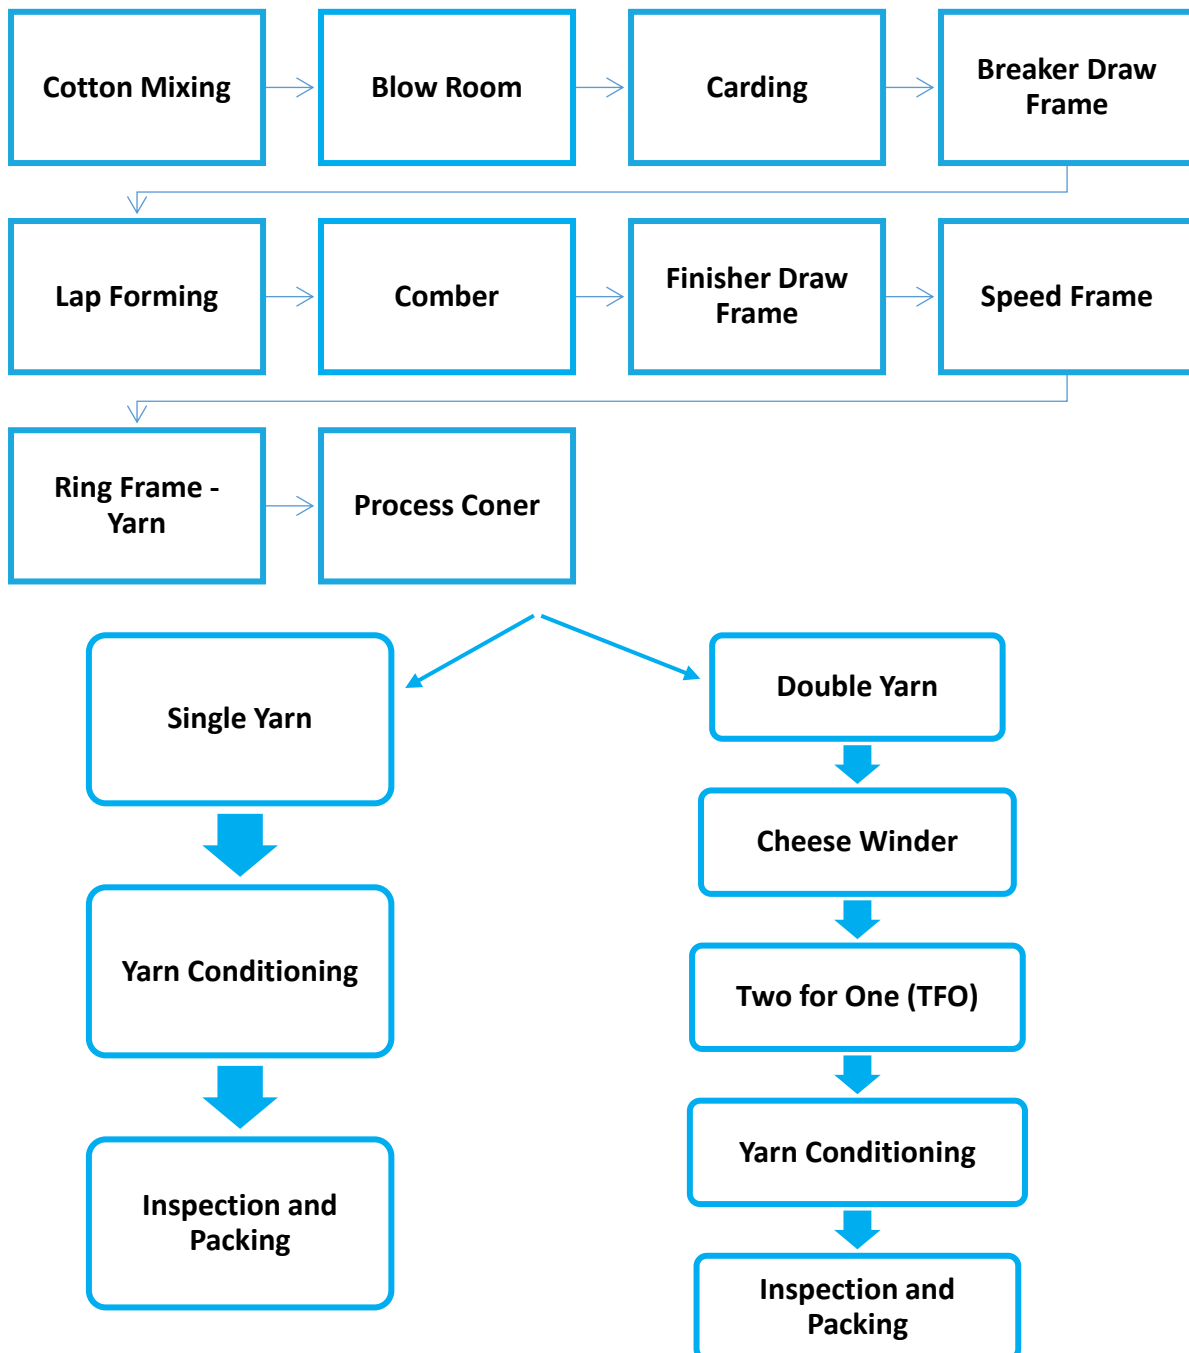 Cotton Mixing
Blow Room
Carding
Breaker Draw
Frame
Lap Forming
Comber
Finisher Draw
Frame
Speed Frame
Ring Frame -
Yarn
Process Coner
Single Yarn
Yarn Conditioning
Inspection and
Packing
Double Yarn
Cheese Winder
Two for One (TFO)
Yarn Conditioning
Inspection and
Packing